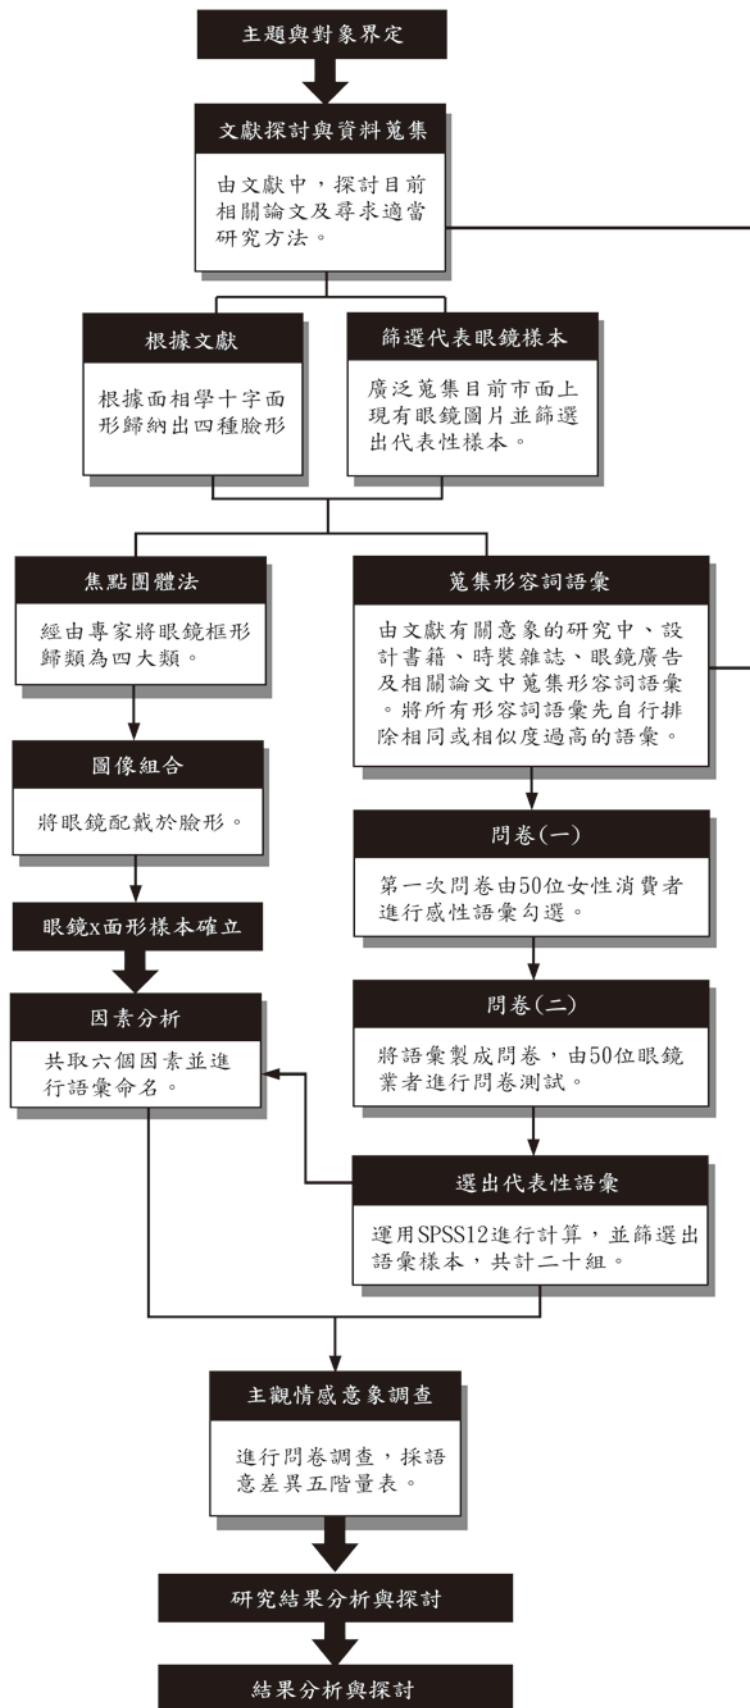 主題與對象界定
文獻探討與資料蒐集
由文獻中，探討目前
相關論文及尋求適當
研究方法。
根據文獻
根據面相學十字面
形歸納出四種臉形
篩選代表眼鏡樣本
廣泛蒐集目前市面上
現有眼鏡圖片並篩選
出代表性樣本。
焦點團體法
經由專家將眼鏡框形
歸類為四大類。
圖像組合
將眼鏡配戴於臉形。
眼鏡x面形樣本確立
因素分析
共取六個因素並進
行語彙命名。
蒐集形容詞語彙
由文獻有關意象的研究中、設
計書籍、時裝雜誌、眼鏡廣告
及相關論文中蒐集形容詞語彙
。將所有形容詞語彙先自行排
除相同或相似度過高的語彙。
問卷(一)
第一次問卷由50位女性消費者
進行感性語彙勾選。
問卷(二)
將語彙製成問卷，由50位眼鏡
業者進行問卷測試。
選出代表性語彙
運用SPSS12進行計算，並篩選出
語彙樣本，共計二十組。
主觀情感意象調查
進行問卷調查，採語
意差異五階量表。
研究結果分析與探討
結果分析與探討